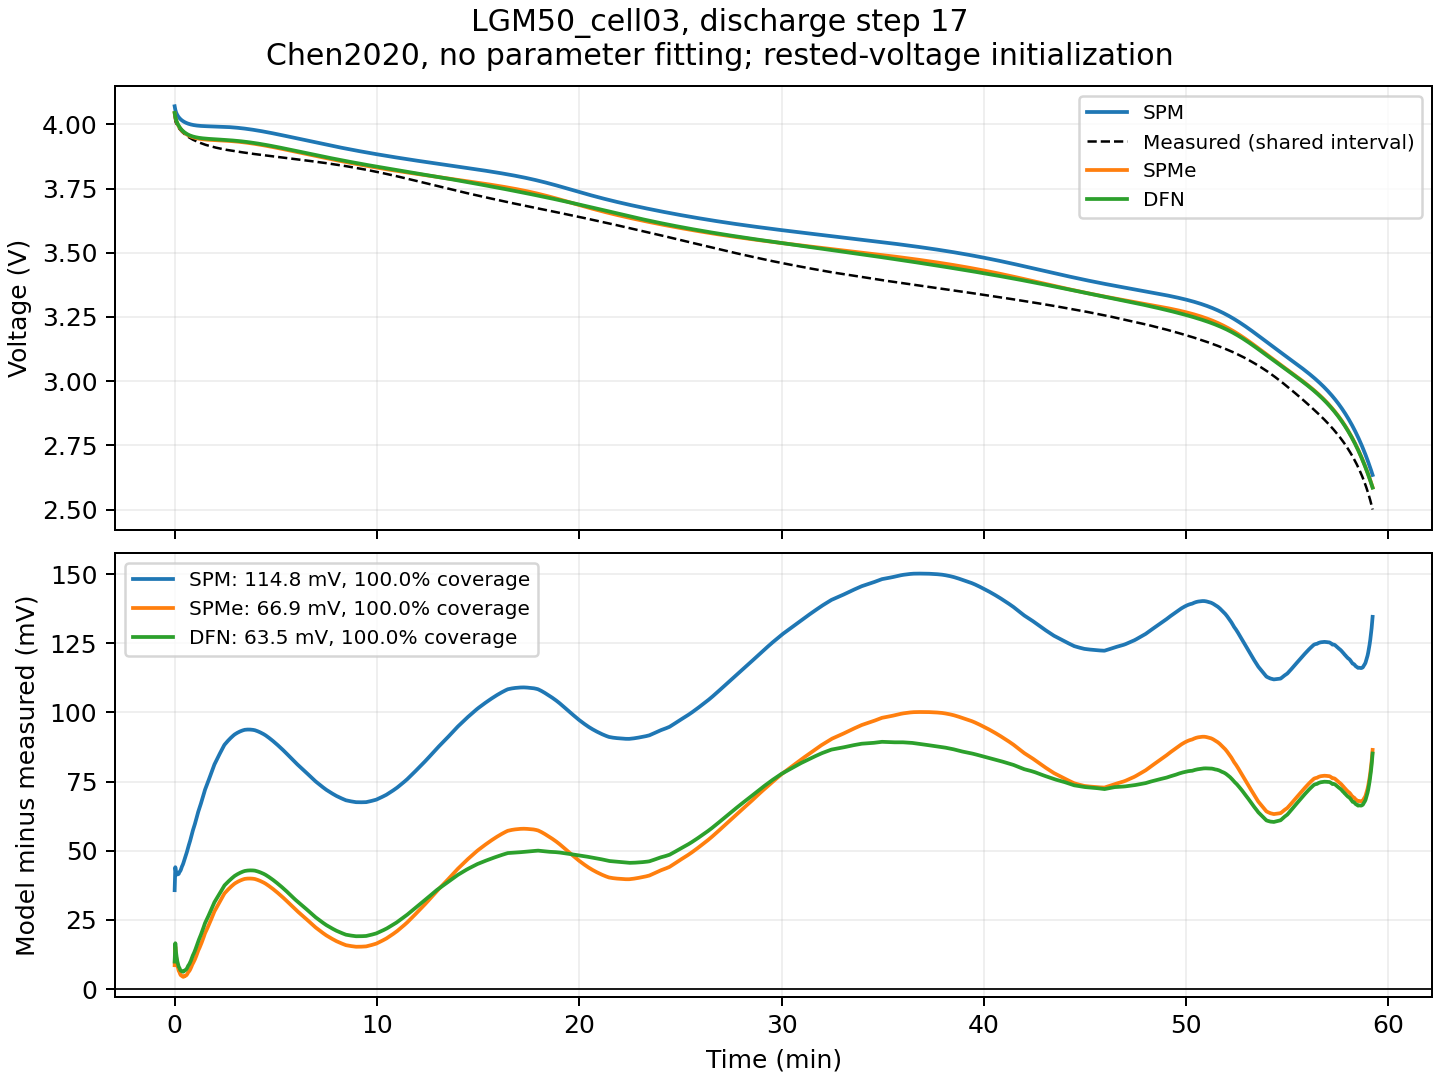 LGM50_cell03, discharge step 17
Chen2020, no parameter fitting; rested-voltage initialization
Voltage (V)
4.00
3.75
3.50
3.25
3.00
2.75
2.50
SPM
Measured (shared interval)
SPMe
DFN
Model minus measured (mV)
150
125
100
75
50
25
0
SPM: 114.8 mV, 100.0% coverage
SPMe: 66.9 mV, 100.0% coverage
DFN: 63.5 mV, 100.0% coverage
0 10 20 30 40 50 60
Time (min)